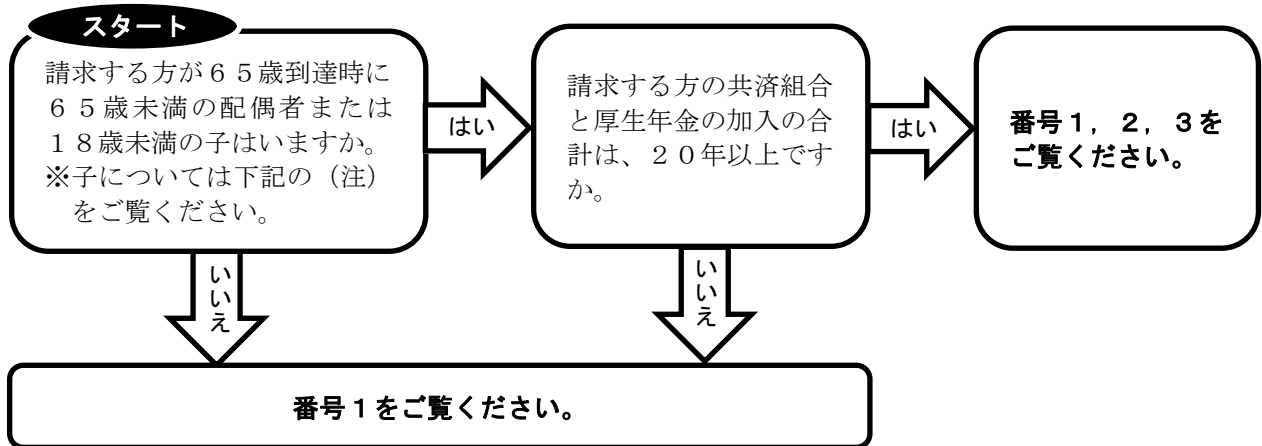 スタート
請求する方が６５歳到達時に
６５歳未満の配偶者または
１８歳未満の子はいますか。
※子については下記の（注）
をご覧ください。
はい
請求する方の共済組合
と厚生年金の加入の合
計は、２０年以上です
か。
はい
番号１，２，３を
ご覧ください。
いいえ
いいえ
番号１をご覧ください。